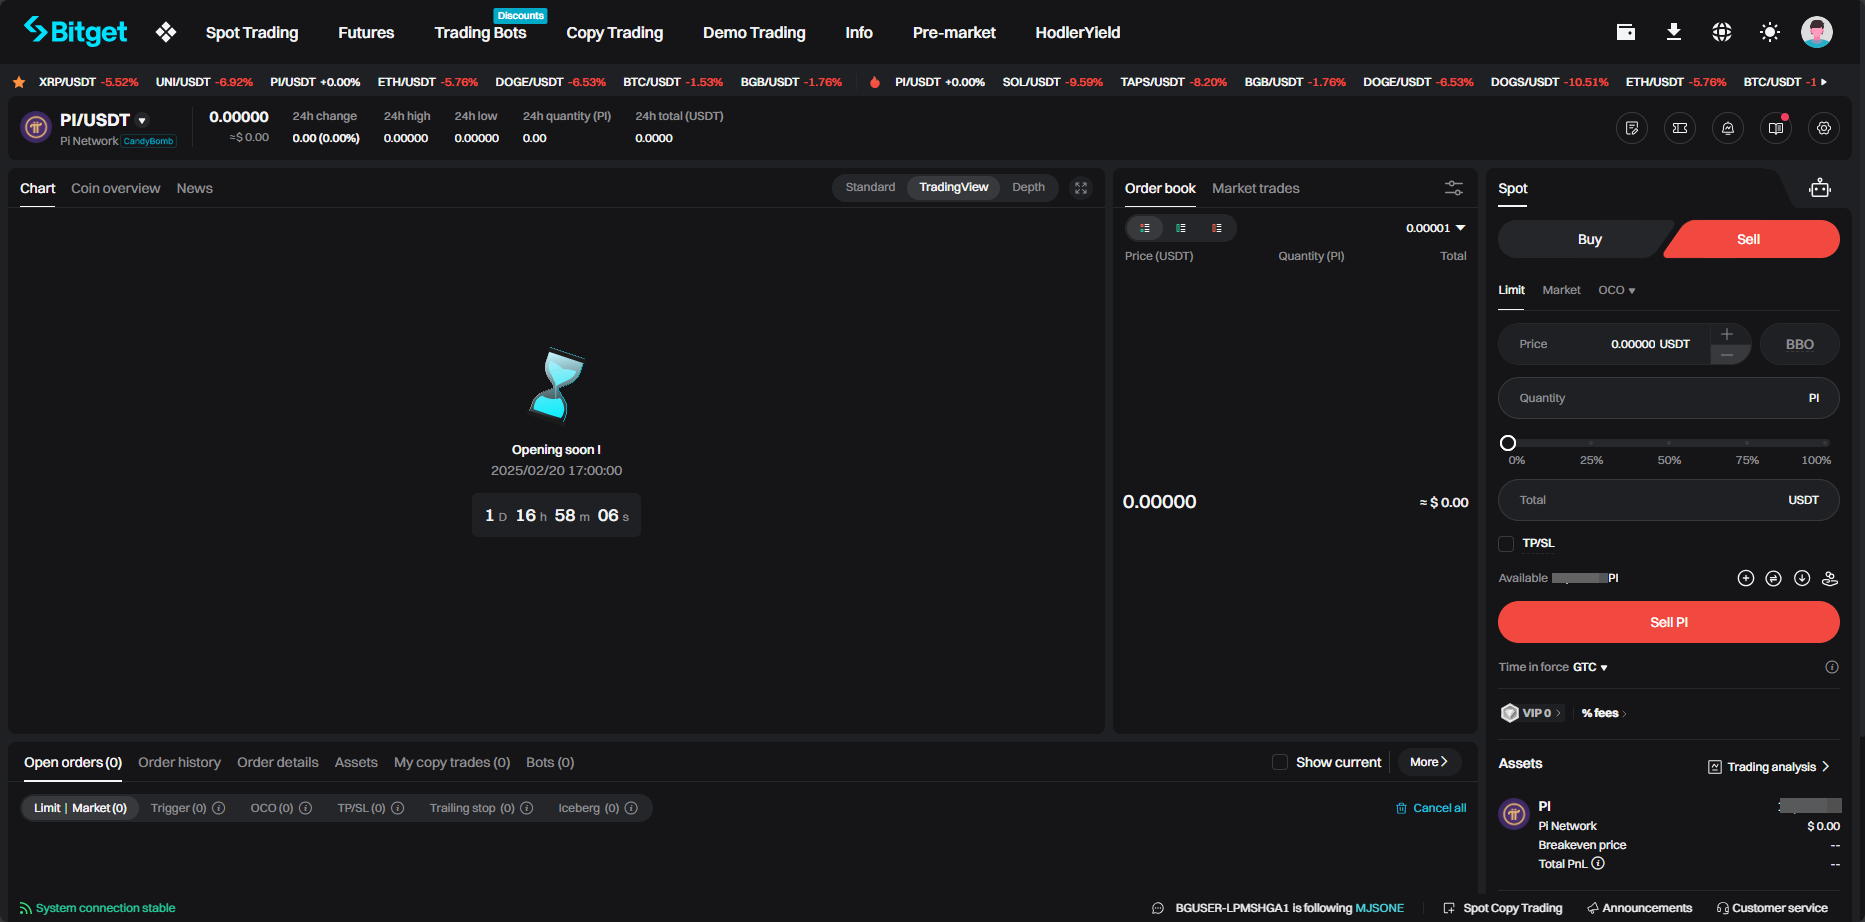 Bitget Spot Trading Futures Trading Bots Discounts Copy Trading Demo Trading Info Pre-market HodlerYield
XRP/USDT -5.52% UNI/USDT -6.92% PI/USDT +0.00% ETH/USDT -5.76% DOGE/USDT -6.53% BTC/USDT -1.53% BGB/USDT -1.76% PI/USDT +0.00% SOL/USDT -9.59% TAPS/USDT -8.20% BGB/USDT -1.76% DOGE/USDT -6.53% DOGS/USDT -10.51% ETH/USDT -5.76% BTC/USDT -1
PI/USDT
Pi Network CandyBomb
0.00000
≈$ 0.00
24h change
0.00 (0.00%)
24h high
0.00000
24h low
0.00000
24h quantity (PI)
0.00
24h total (USDT)
0.0000
Chart Coin overview News Standard TradingView Depth
Opening soon !
2025/02/20 17:00:00
1 D 16 h 58 m 06 s
Order book Market trades
0.00001
Price (USDT) Quantity (PI) Total
0.00000 ≈ $ 0.00
Spot
Buy Sell
Limit Market OCO
Price 0.00000 USDT BBO
Quantity PI
0% 25% 50% 75% 100%
Total USDT
TP/SL
Available PI
Sell PI
Time in force GTC
VIP 0 % fees
Assets Trading analysis
PI
Pi Network $ 0.00
Breakeven price --
Total PnL --
Open orders (0) Order history Order details Assets My copy trades (0) Bots (0) Show current More
Limit | Market (0) Trigger (0) OCO (0) TP/SL (0) Trailing stop (0) Iceberg (0) Cancel all
System connection stable BGUSER-LPMSHGA1 is following MJSONE Spot Copy Trading Announcements Customer service